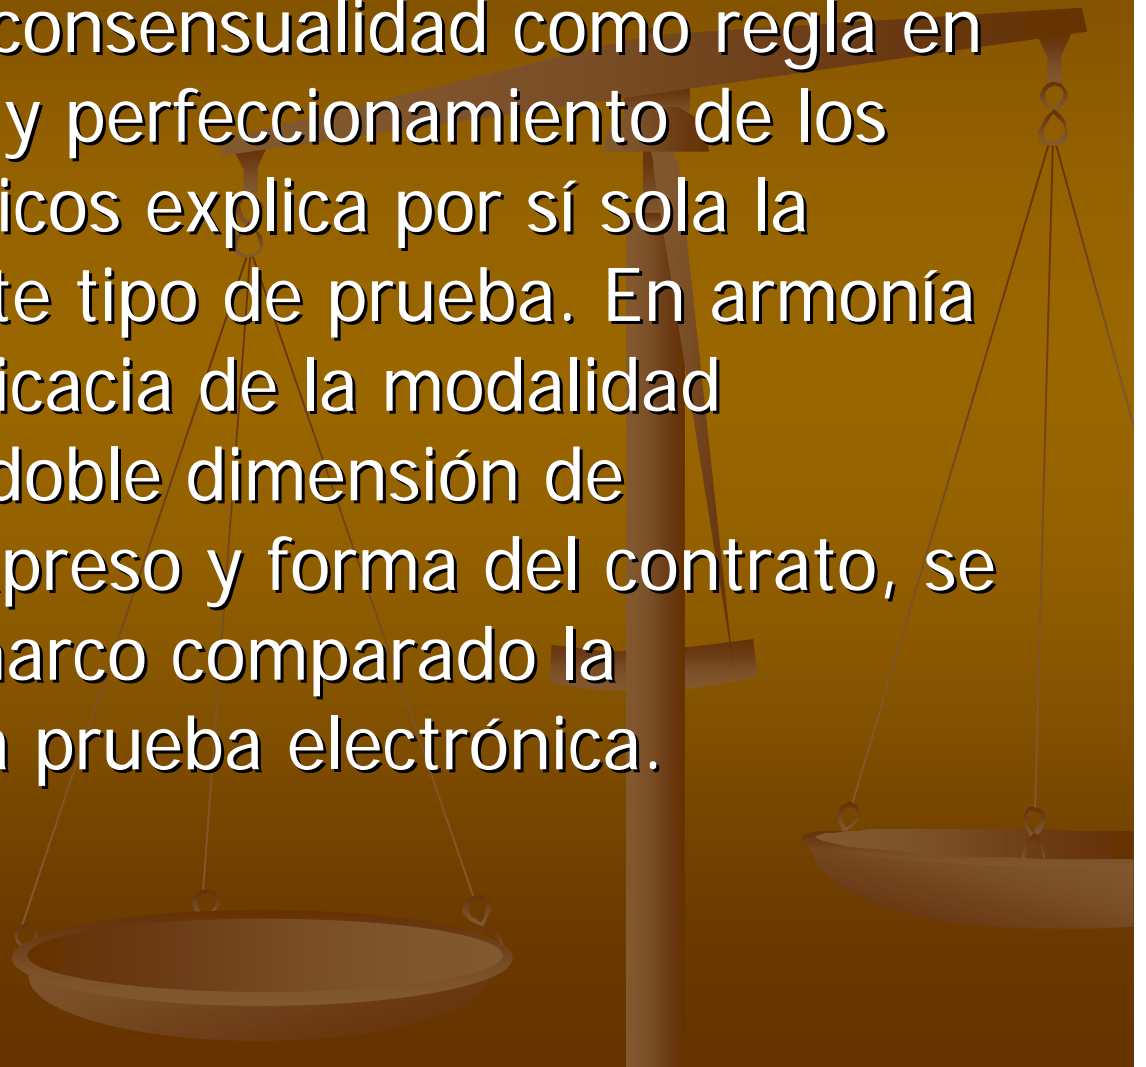 consensualidad como regla en
y perfeccionamiento de los
icos explica por sí sola la
te tipo de prueba. En armonía
icacia de la modalidad
doble dimensión de
preso y forma del contrato, se
arco comparado la
prueba electrónica.